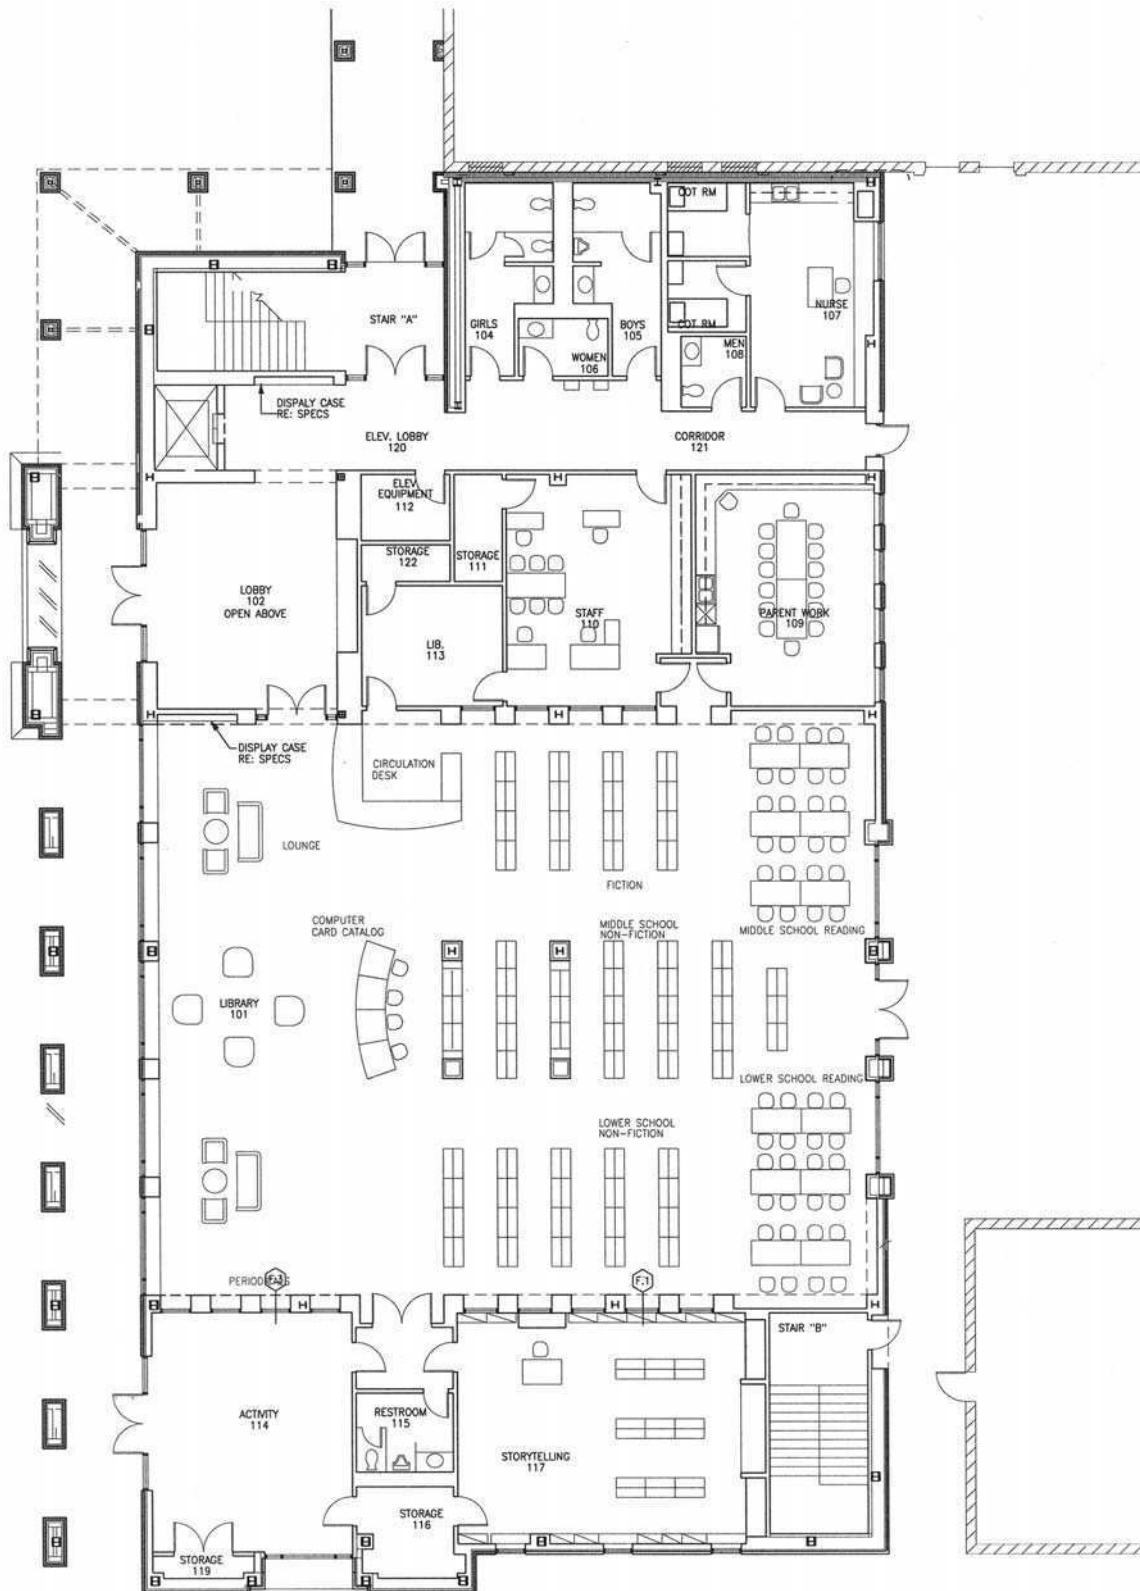 COT RM
NURSE
107
STAIR "A"
GIRLS
104
BOYS
105
COT RM
WOMEN
106
MEN
108
DISPALY CASE
RE: SPECS
ELEV. LOBBY
120
CORRIDOR
121
ELEV.
EQUIPMENT
112
STORAGE
122
STORAGE
111
LOBBY
102
OPEN ABOVE
STAFF
110
PARENT WORK
109
LIB.
113
DISPLAY CASE
RE: SPECS
CIRCULATION
DESK
LOUNGE
FICTION
COMPUTER
CARD CATALOG
MIDDLE SCHOOL
NON-FICTION
MIDDLE SCHOOL READING
LIBRARY
101
LOWER SCHOOL READING
LOWER SCHOOL
NON-FICTION
F.1
STAIR "B"
ACTIVITY
114
RESTROOM
115
STORYTELLING
117
STORAGE
116
STORAGE
119